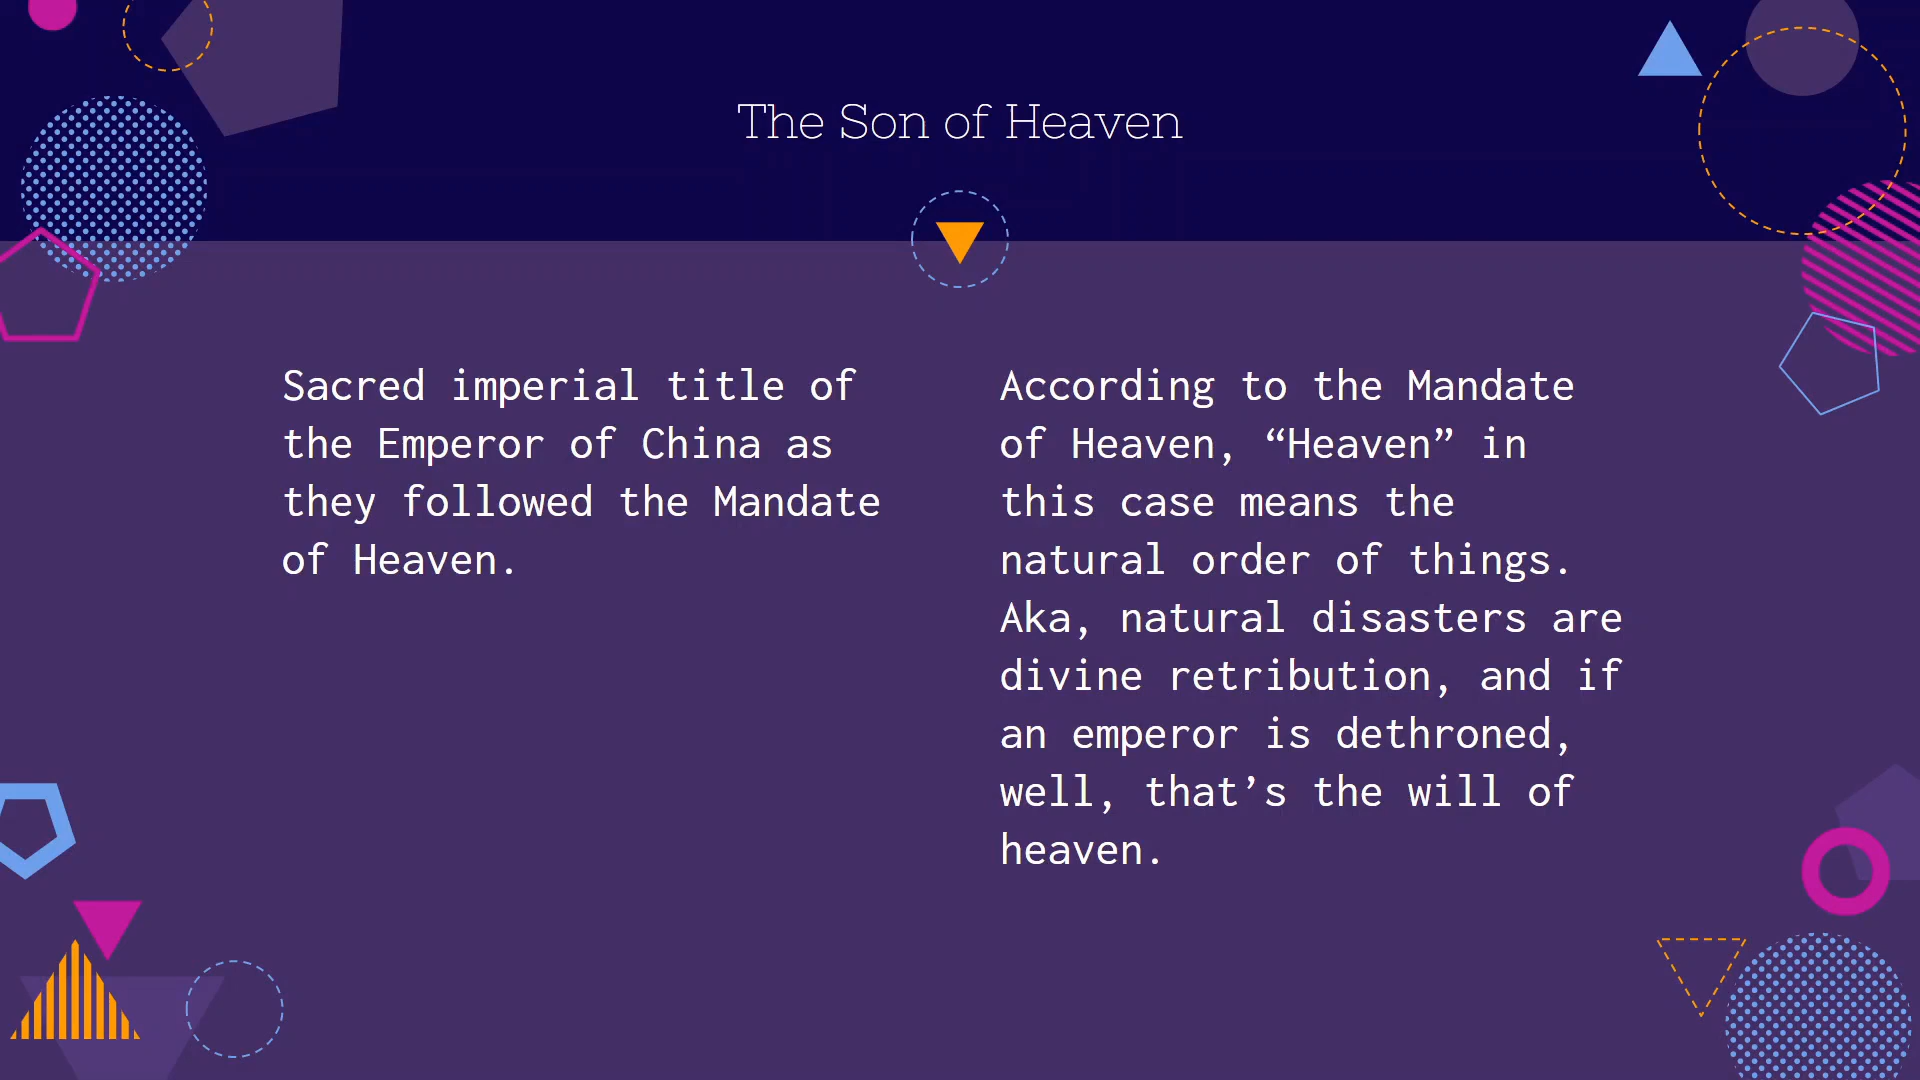 The Son of Heaven
Sacred imperial title of
the Emperor of China as
they followed the Mandate
of Heaven.
According to the Mandate
of Heaven, “Heaven” in
this case means the
natural order of things.
Aka, natural disasters are
divine retribution, and if
an emperor is dethroned,
well, that’s the will of
heaven.